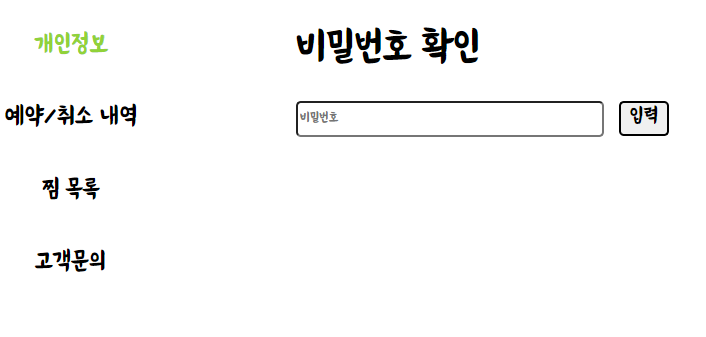 개인정보
예약/취소 내역
찜 목록
고객문의
비밀번호 확인
비밀번호
입력